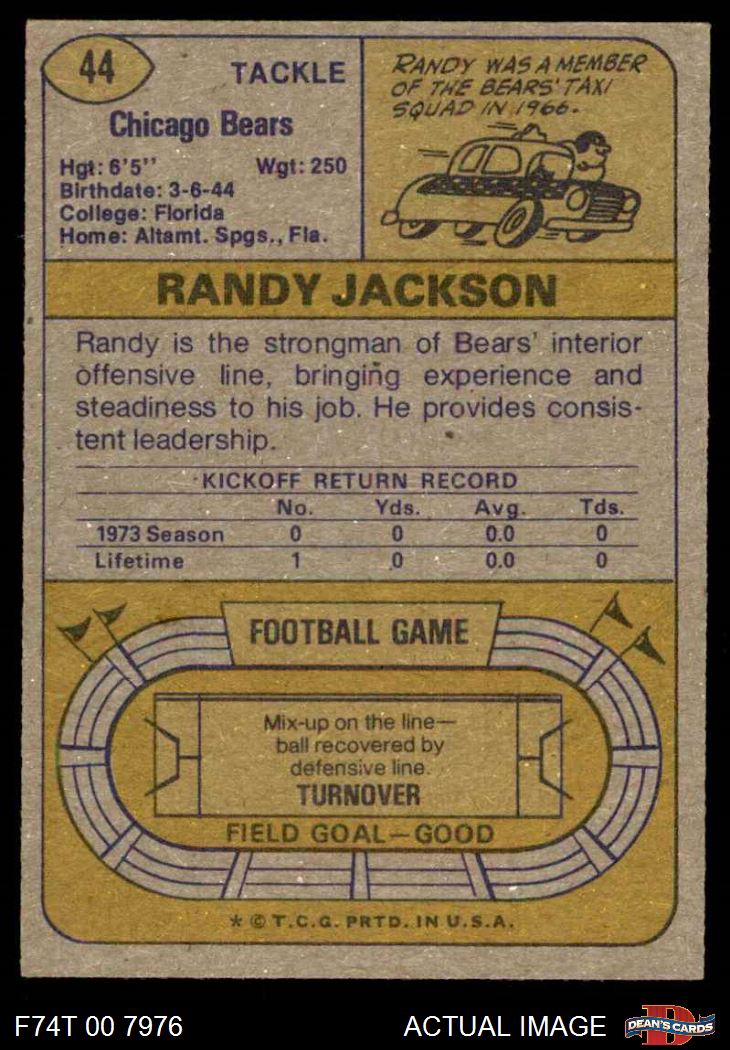 44
TACKLE
Chicago Bears
Hgt: 6'5" Wgt: 250
Birthdate: 3-6-44
College: Florida
Home: Altamt. Spgs., Fla.
RANDY WAS A MEMBER
OF THE BEARS' TAXI
SQUAD IN 1966.
RANDY JACKSON
Randy is the strongman of Bears' interior
offensive line, bringing experience and
steadiness to his job. He provides consis-
tent leadership.
KICKOFF RETURN RECORD
No. Yds. Avg. Tds.
1973 Season 0 0 0.0 0
Lifetime 1 0 0.0 0
FOOTBALL GAME
Mix-up on the line—
ball recovered by
defensive line.
TURNOVER
FIELD GOAL—GOOD
* © T.C.G. PRTD. IN U.S.A.
F74T 00 7976 ACTUAL IMAGE D DEAN'S CARDS